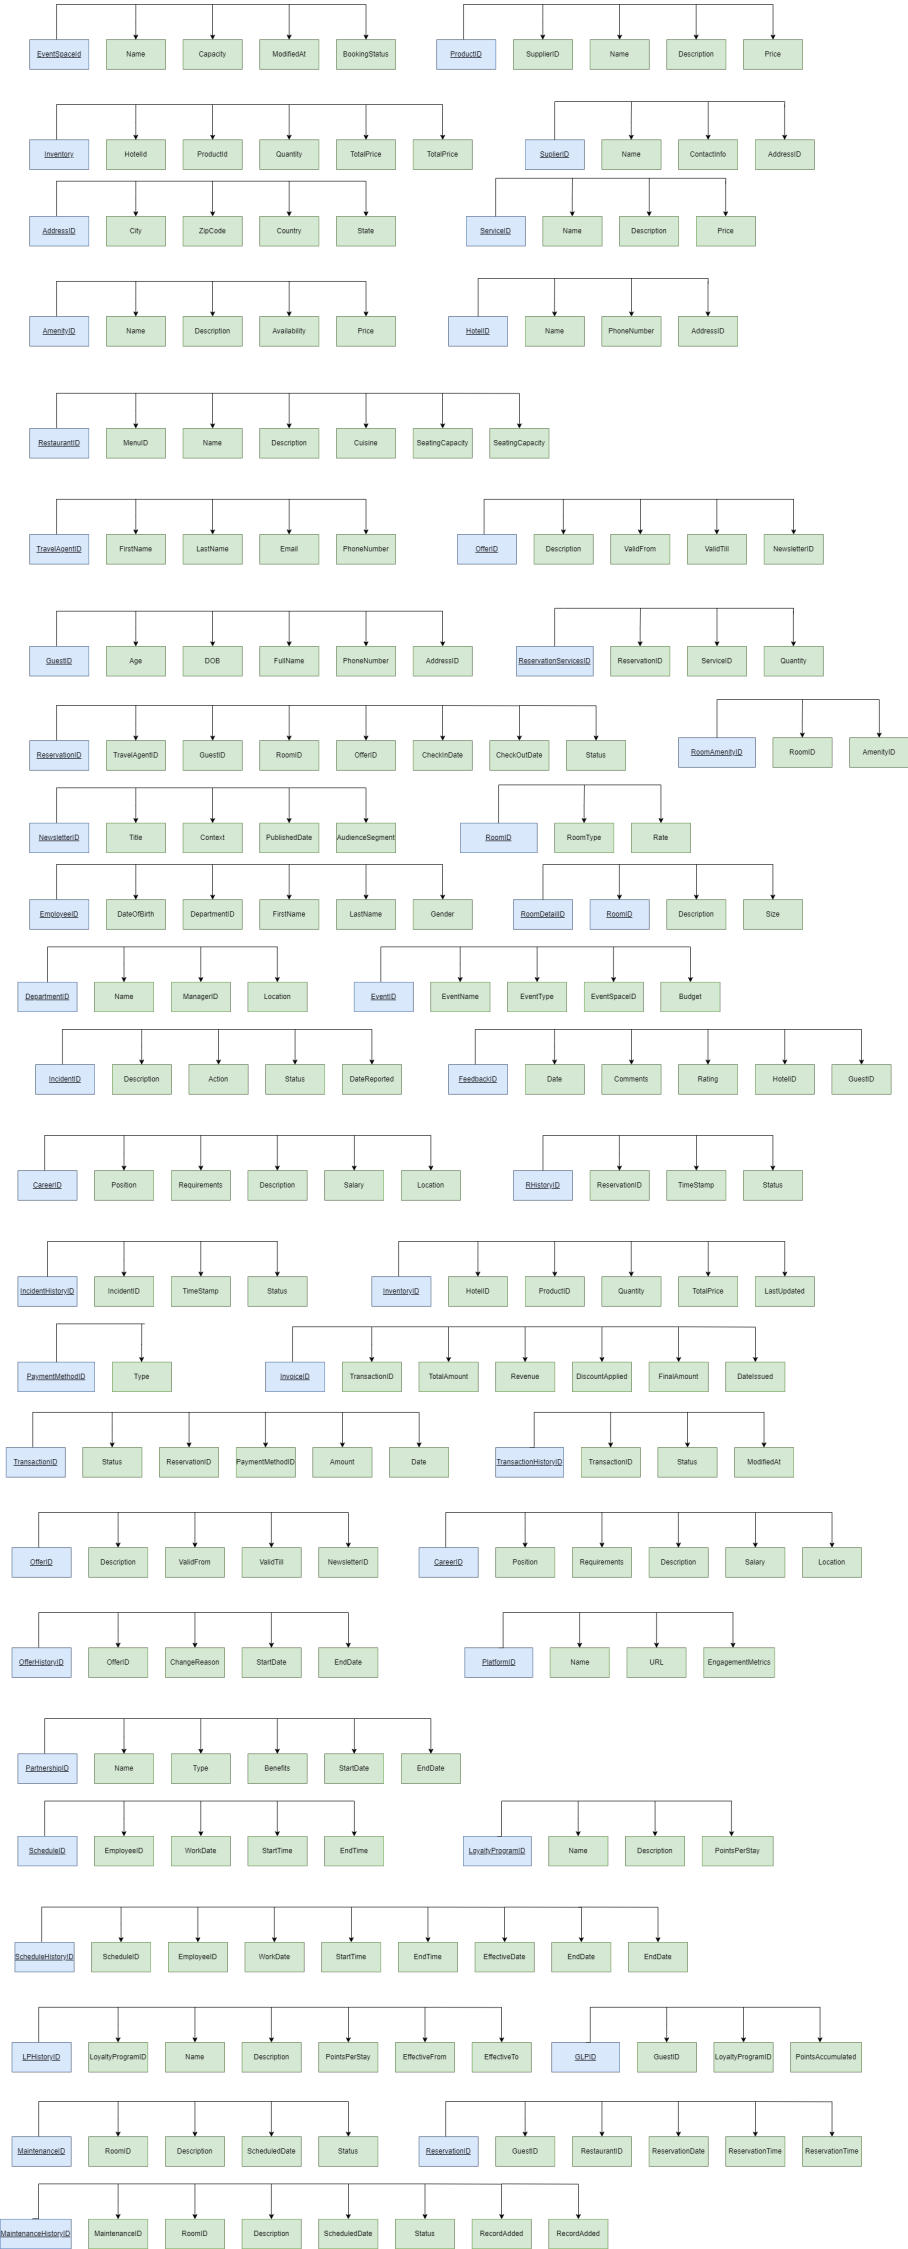 EventSpaceId Name Capacity ModifiedAt BookingStatus ProductID SupplierID Name Description Price
Inventory HotelId ProductId Quantity TotalPrice TotalPrice SuplierID Name ContactInfo AddressID
AddressID City ZipCode Country State ServiceID Name Description Price
AmenityID Name Description Availability Price HotelID Name PhoneNumber AddressID
RestaurantID MenuID Name Description Cuisine SeatingCapacity SeatingCapacity
TravelAgentID FirstName LastName Email PhoneNumber OfferID Description ValidFrom ValidTill NewsletterID
GuestID Age DOB FullName PhoneNumber AddressID ReservationServicesID ReservationID ServiceID Quantity
ReservationID TravelAgentID GuestID RoomID OfferID CheckInDate CheckOutDate Status RoomAmenityID RoomID AmenityID
NewsletterID Title Context PublishedDate AudienceSegment RoomID RoomType Rate
EmployeeID DateOfBirth DepartmentID FirstName LastName Gender RoomDetailID RoomID Description Size
DepartmentID Name ManagerID Location EventID EventName EventType EventSpaceID Budget
IncidentID Description Action Status DateReported FeedbackID Date Comments Rating HotelID GuestID
CareerID Position Requirements Description Salary Location RHistoryID ReservationID TimeStamp Status
IncidentHistoryID IncidentID TimeStamp Status InventoryID HotelID ProductID Quantity TotalPrice LastUpdated
PaymentMethodID Type InvoiceID TransactionID TotalAmount Revenue DiscountApplied FinalAmount DateIssued
TransactionID Status ReservationID PaymentMethodID Amount Date TransactionHistoryID TransactionID Status ModifiedAt
OfferID Description ValidFrom ValidTill NewsletterID CareerID Position Requirements Description Salary Location
OfferHistoryID OfferID ChangeReason StartDate EndDate PlatformID Name URL EngagementMetrics
PartnershipID Name Type Benefits StartDate EndDate
ScheduleID EmployeeID WorkDate StartTime EndTime LoyaltyProgramID Name Description PointsPerStay
ScheduleHistoryID ScheduleID EmployeeID WorkDate StartTime EndTime EffectiveDate EndDate EndDate
LPHistoryID LoyaltyProgramID Name Description PointsPerStay EffectiveFrom EffectiveTo GLPID GuestID LoyaltyProgramID PointsAccumulated
MaintenanceID RoomID Description ScheduledDate Status ReservationID GuestID RestaurantID ReservationDate ReservationTime ReservationTime
MaintenanceHistoryID MaintenanceID RoomID Description ScheduledDate Status RecordAdded RecordAdded